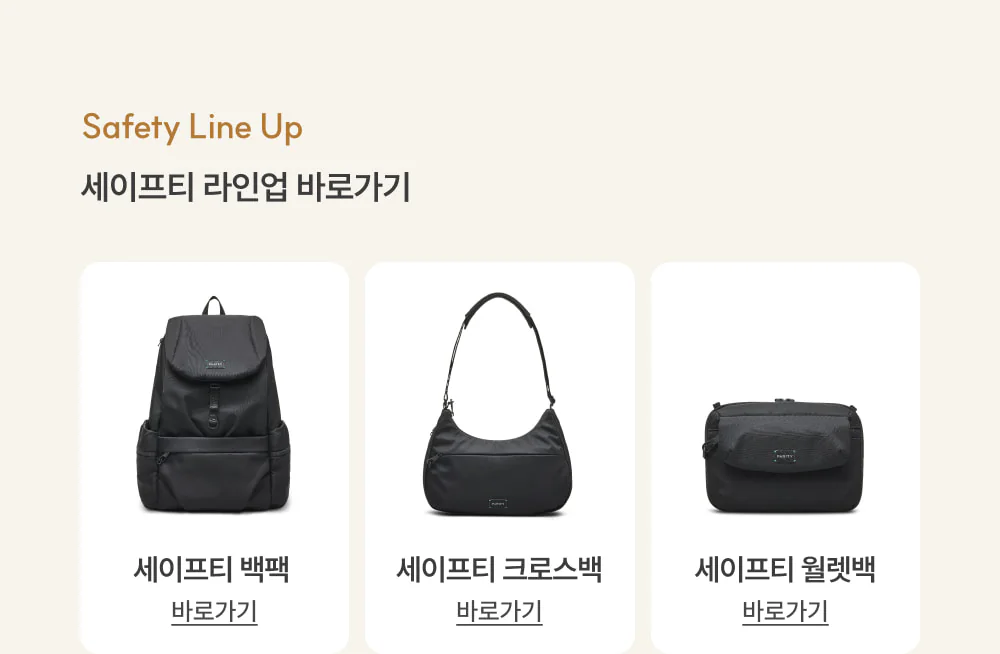 Safety Line Up
세이프티 라인업 바로가기
세이프티 백팩
바로가기
세이프티 크로스백
바로가기
세이프티 월렛백
바로가기